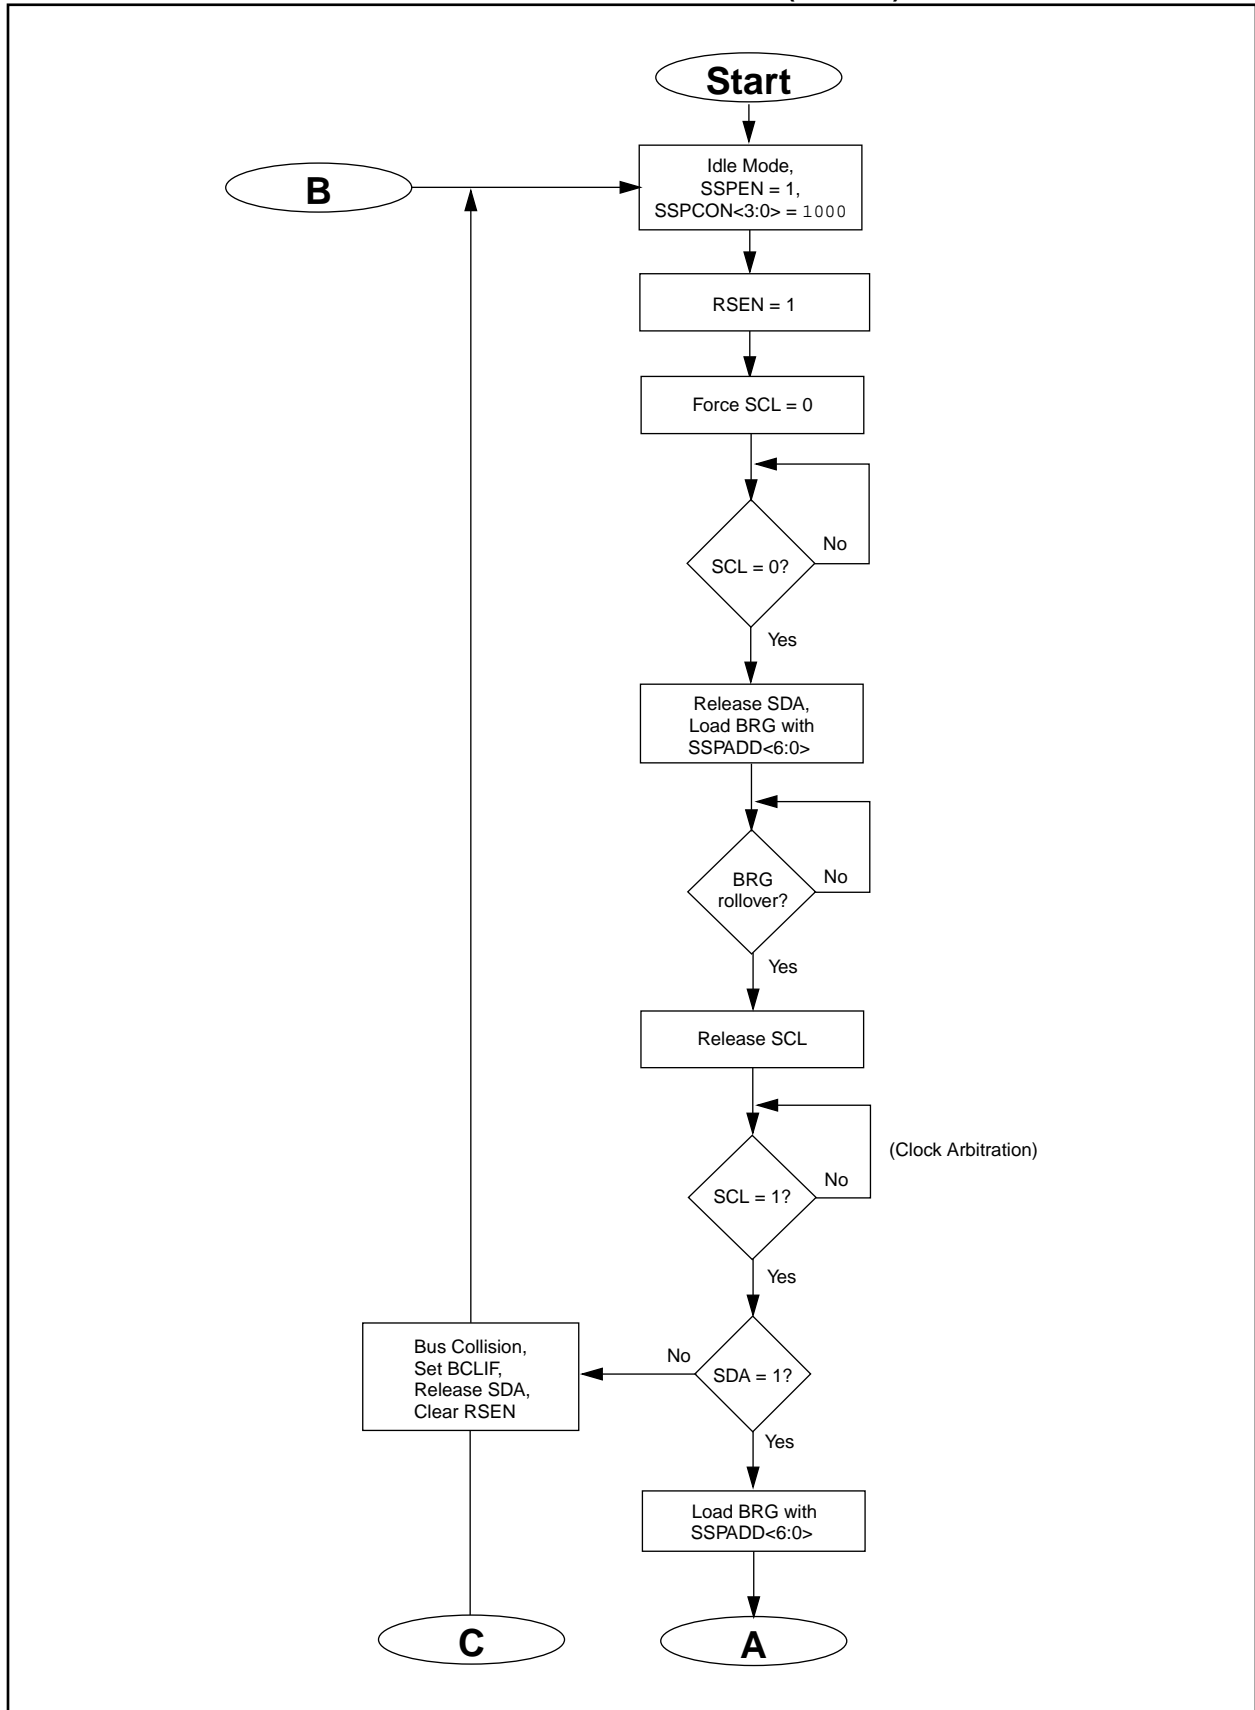 Start
B
Idle Mode,
SSPEN = 1,
SSPCON<3:0> = 1000
RSEN = 1
Force SCL = 0
No
SCL = 0?
Yes
Release SDA,
Load BRG with
SSPADD<6:0>
No
BRG
rollover?
Yes
Release SCL
(Clock Arbitration)
No
SCL = 1?
Yes
Bus Collision,
Set BCLIF,
Release SDA,
Clear RSEN
No
SDA = 1?
Yes
Load BRG with
SSPADD<6:0>
C
A